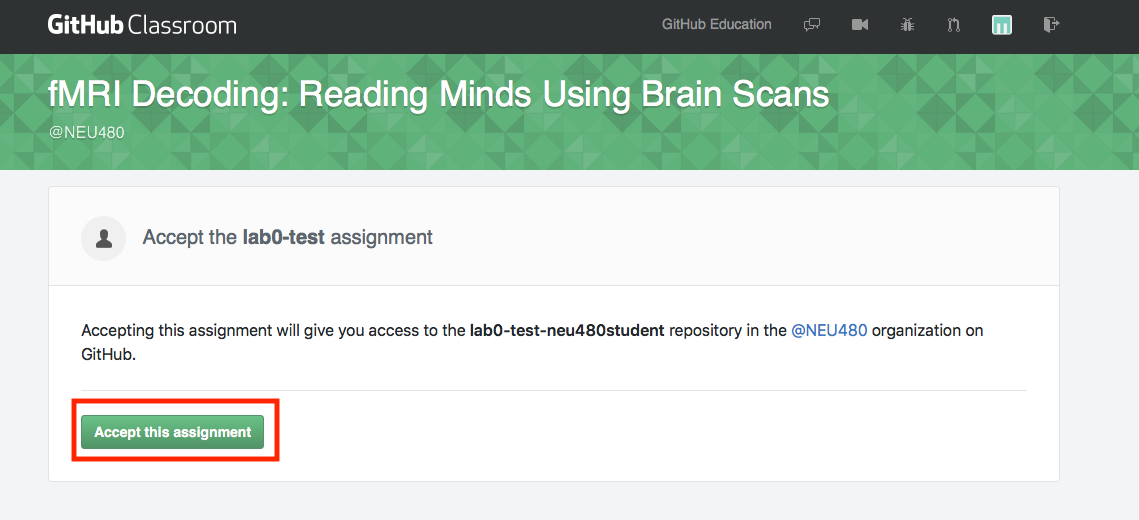 GitHub Classroom
GitHub Education
fMRI Decoding: Reading Minds Using Brain Scans
@NEU480
Accept the lab0-test assignment
Accepting this assignment will give you access to the lab0-test-neu480student repository in the @NEU480 organization on
GitHub.
Accept this assignment